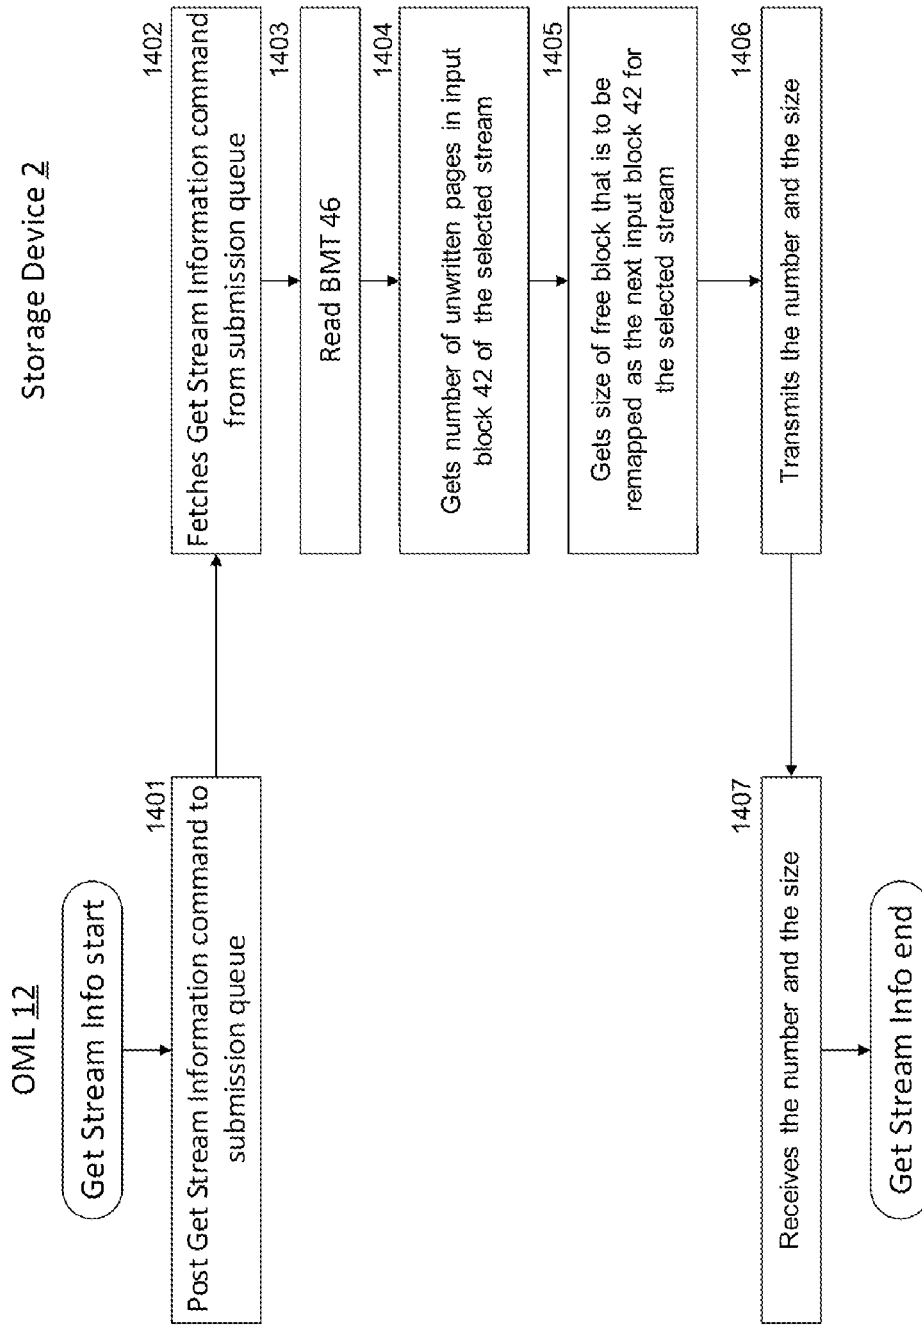 OML 12
Storage Device 2
Get Stream Info start
1401
Post Get Stream Information command to
submission queue
1402
Fetches Get Stream Information command
from submission queue
1403
Read BMT 46
1404
Gets number of unwritten pages in input
block 42 of the selected stream
1405
Gets size of free block that is to be
remapped as the next input block 42 for
the selected stream
1406
Transmits the number and the size
1407
Receives the number and the size
Get Stream Info end